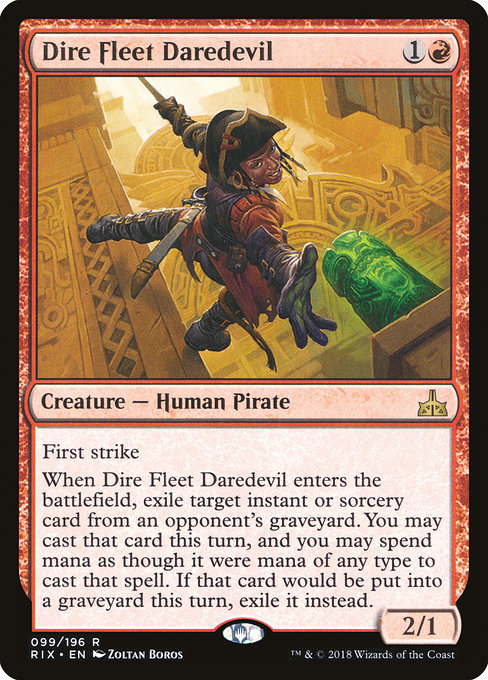 Dire Fleet Daredevil 1
Creature — Human Pirate
First strike
When Dire Fleet Daredevil enters the
battlefield, exile target instant or sorcery
card from an opponent's graveyard. You may
cast that card this turn, and you may spend
mana as though it were mana of any type to
cast that spell. If that card would be put into
a graveyard this turn, exile it instead.
2/1
099/196 R
RIX • EN Zoltan Boros ™ & © 2018 Wizards of the Coast